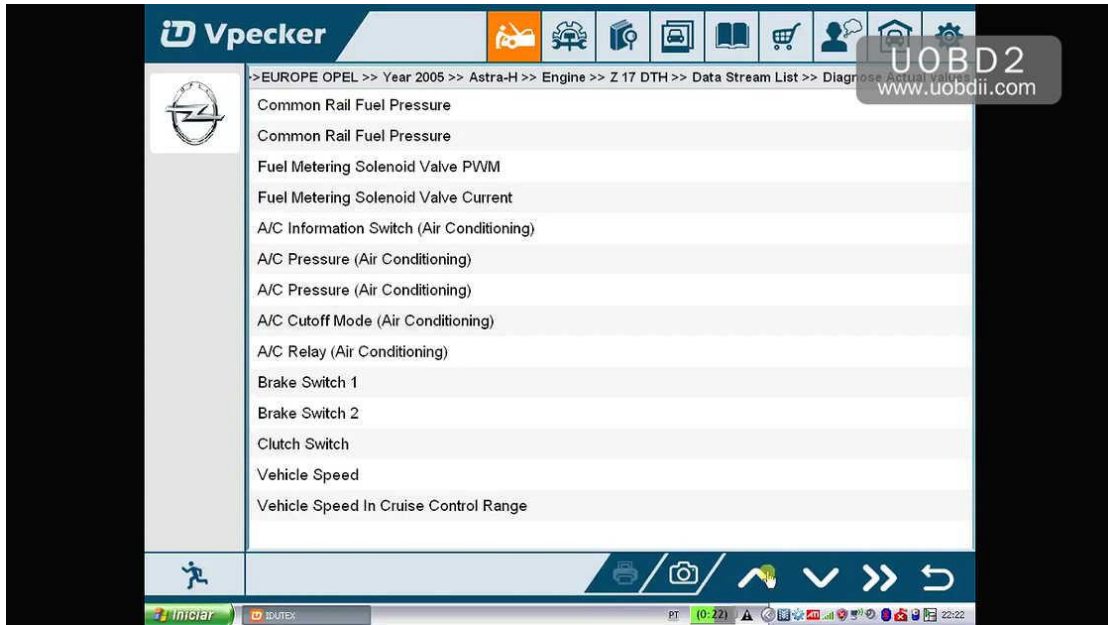 Vpecker
UOBD2
www.uobdii.com
>EUROPE OPEL >> Year 2005 >> Astra-H >> Engine >> Z 17 DTH >> Data Stream List >> Diagnose Actual values
Common Rail Fuel Pressure
Common Rail Fuel Pressure
Fuel Metering Solenoid Valve PWM
Fuel Metering Solenoid Valve Current
A/C Information Switch (Air Conditioning)
A/C Pressure (Air Conditioning)
A/C Pressure (Air Conditioning)
A/C Cutoff Mode (Air Conditioning)
A/C Relay (Air Conditioning)
Brake Switch 1
Brake Switch 2
Clutch Switch
Vehicle Speed
Vehicle Speed In Cruise Control Range
Iniciar IDUTEX PT (0:22) 22:22